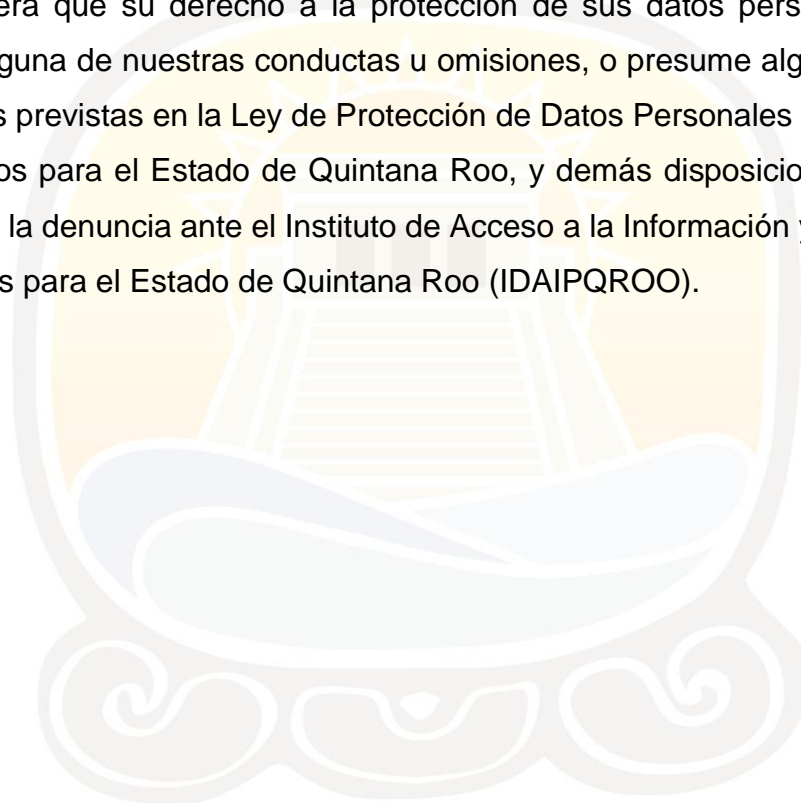 era que su derecho a la protección de sus datos pers
guna de nuestras conductas u omisiones, o presume alg
s previstas en la Ley de Protección de Datos Personales
os para el Estado de Quintana Roo, y demás disposicio
la denuncia ante el Instituto de Acceso a la Información y
s para el Estado de Quintana Roo (IDAIPQROO).